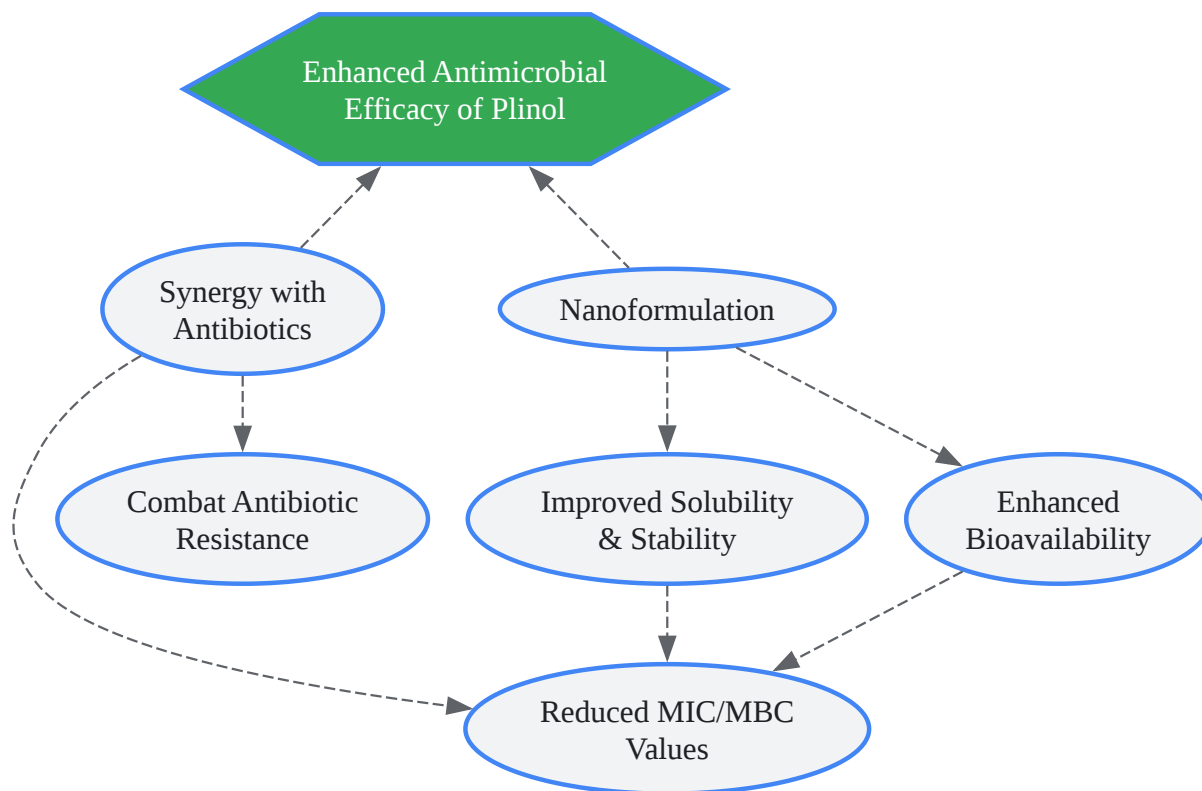 Enhanced Antimicrobial
Efficacy of Plinol
Synergy with
Antibiotics
Nanoformulation
Combat Antibiotic
Resistance
Improved Solubility
& Stability
Enhanced
Bioavailability
Reduced MIC/MBC
Values